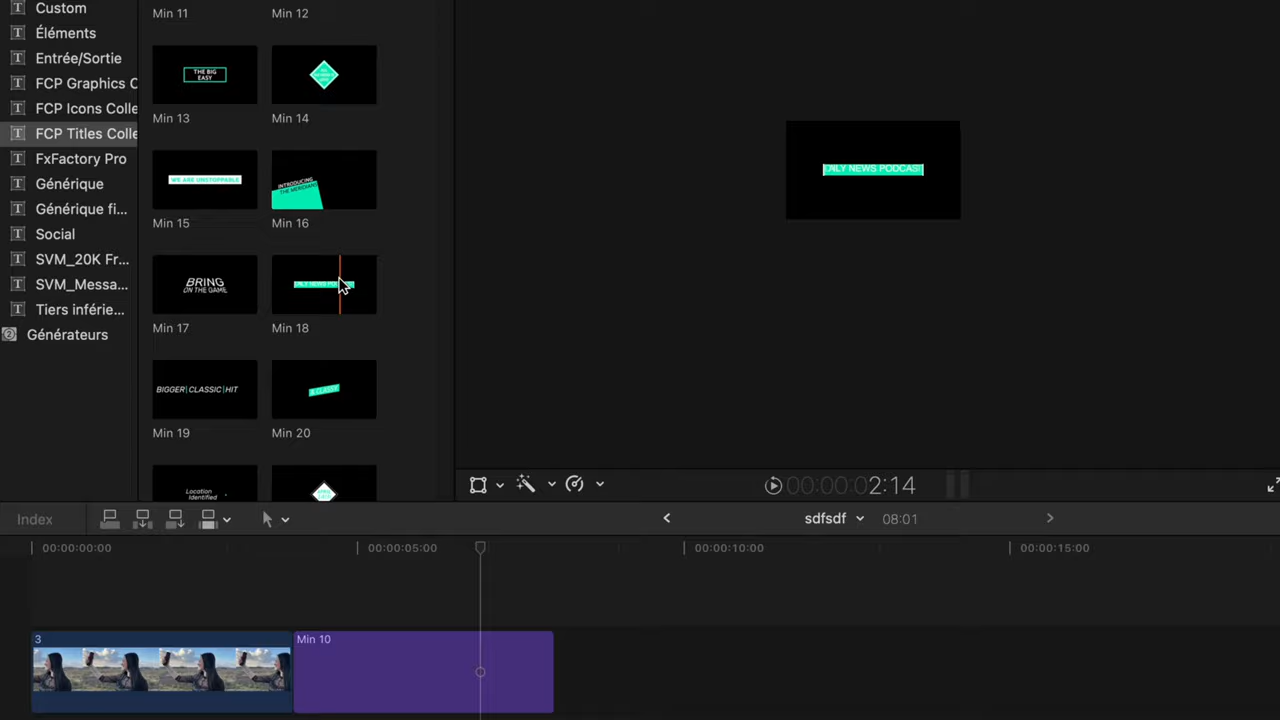 Custom
Éléments
Entrée/Sortie
FCP Graphics C
FCP Icons Colle
FCP Titles Colle
FxFactory Pro
Générique
Générique fi...
Social
SVM_20K Fr...
SVM_Messa...
Tiers inférie...
Générateurs
Min 11
Min 12
THE BIG
EASY
Min 13
Min 14
WE ARE UNSTOPPABLE
Min 15
INTRODUCING
THE MERIDIAN
Min 16
BRING
ON THE GAME
Min 17
Min 18
BIGGER CLASSIC HIT
Min 19
Min 20
Location
Identified
ONLY NEWS PODCAST
00:00:02:14
Index
sdfsdf
08:01
00:00:00:00
00:00:05:00
00:00:10:00
00:00:15:00
3
Min 10